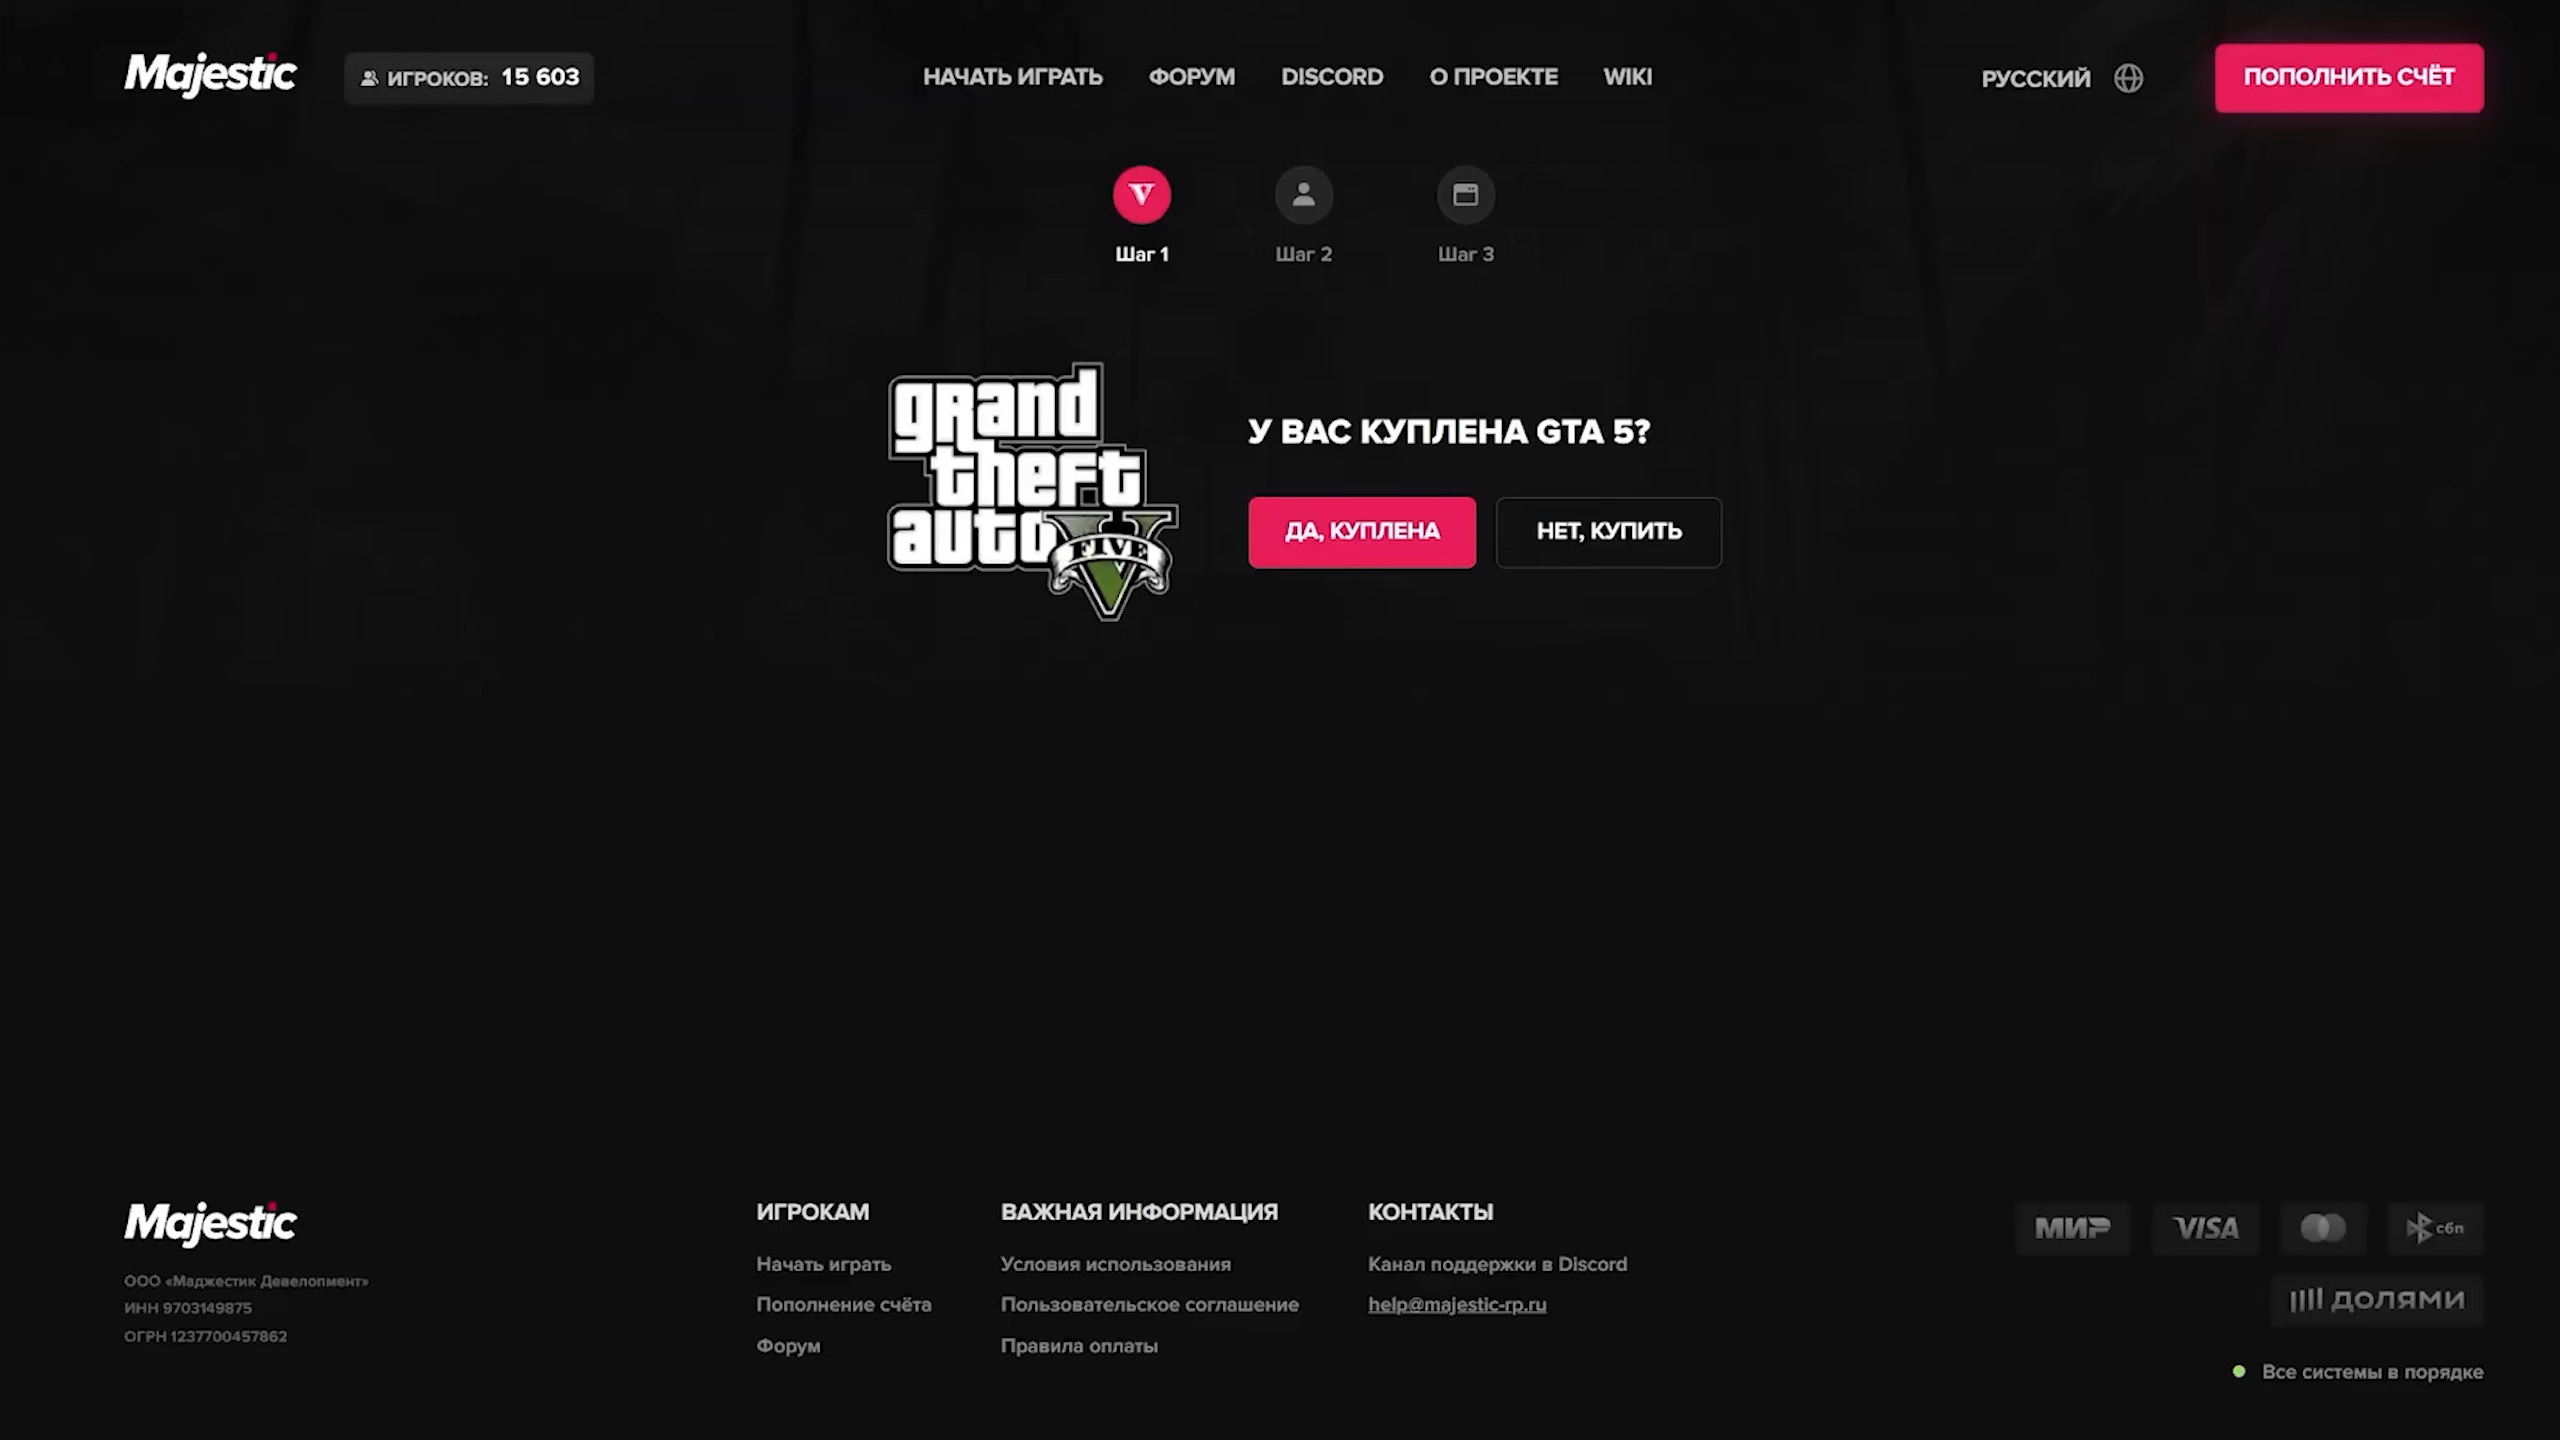 Majestic
ИГРОКОВ: 15 603
НАЧАТЬ ИГРАТЬ
ФОРУМ
DISCORD
О ПРОЕКТЕ
WIKI
РУССКИЙ
ПОПОЛНИТЬ СЧЁТ
V
Шаг 1
Шаг 2
Шаг 3
grand
theft
auto V
FIVE
У ВАС КУПЛЕНА GTA 5?
ДА, КУПЛЕНА
НЕТ, КУПИТЬ
Majestic
ООО «Маджестик Девелопмент»
ИНН 9703149875
ОГРН 1237700457862
ИГРОКАМ
Начать играть
Пополнение счёта
Форум
ВАЖНАЯ ИНФОРМАЦИЯ
Условия использования
Пользовательское соглашение
Правила оплаты
КОНТАКТЫ
Канал поддержки в Discord
help@majestic-rp.ru
МИР
VISA
сбп
ДОЛЯМИ
Все системы в порядке